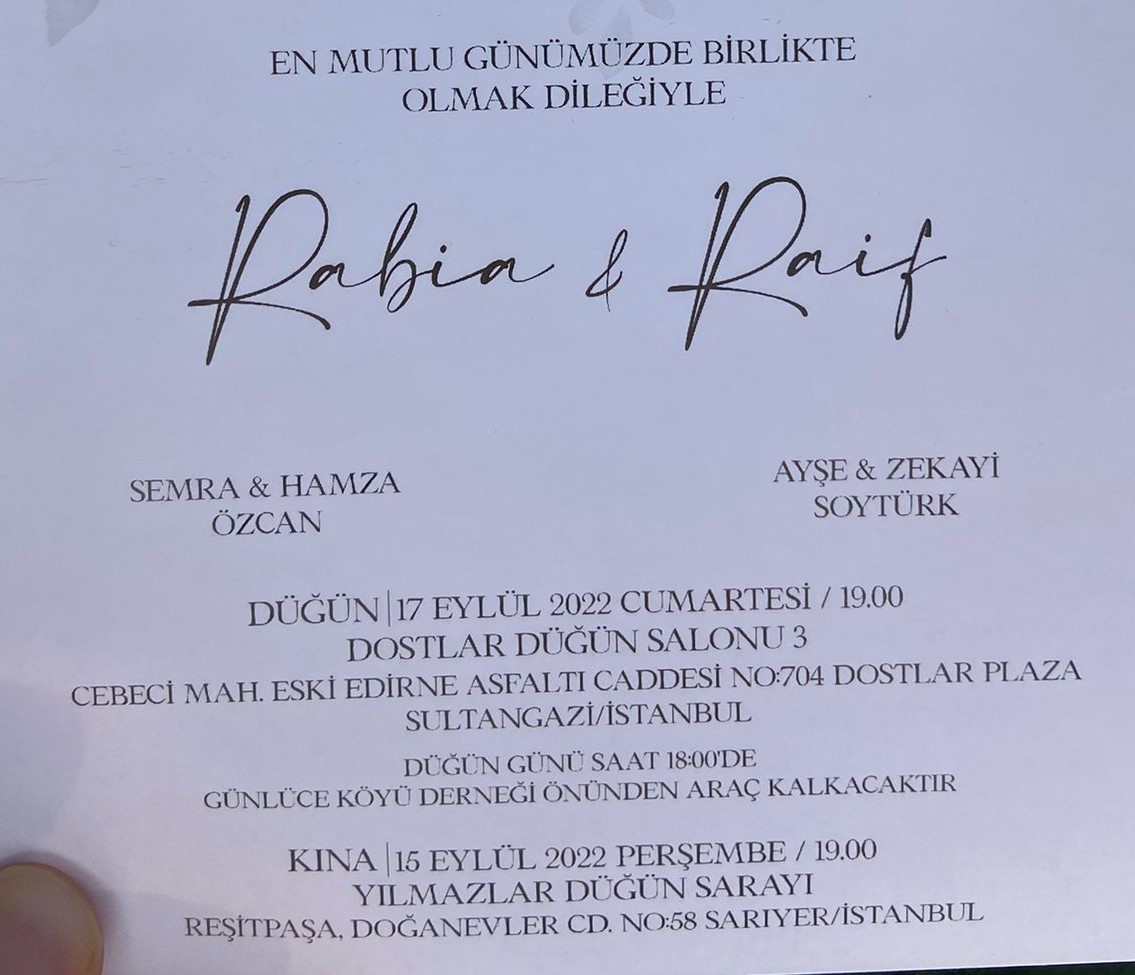 EN MUTLU GÜNÜMÜZDE BİRLİKTE
OLMAK DİLEĞİYLE
Rabia & Raif
SEMRA & HAMZA
ÖZCAN
AYŞE & ZEKAYİ
SOYTÜRK
DÜĞÜN|17 EYLÜL 2022 CUMARTESİ / 19.00
DOSTLAR DÜĞÜN SALONU 3
CEBECİ MAH. ESKİ EDİRNE ASFALTI CADDESİ NO:704 DOSTLAR PLAZA
SULTANGAZİ/İSTANBUL
DÜĞÜN GÜNÜ SAAT 18:00'DE
GÜNLÜCE KÖYÜ DERNEĞİ ÖNÜNDEN ARAÇ KALKACAKTIR
KINA |15 EYLÜL 2022 PERŞEMBE / 19.00
YILMAZLAR DÜĞÜN SARAYI
REŞİTPAŞA, DOĞANEVLER CD. NO:58 SARIYER/İSTANBUL